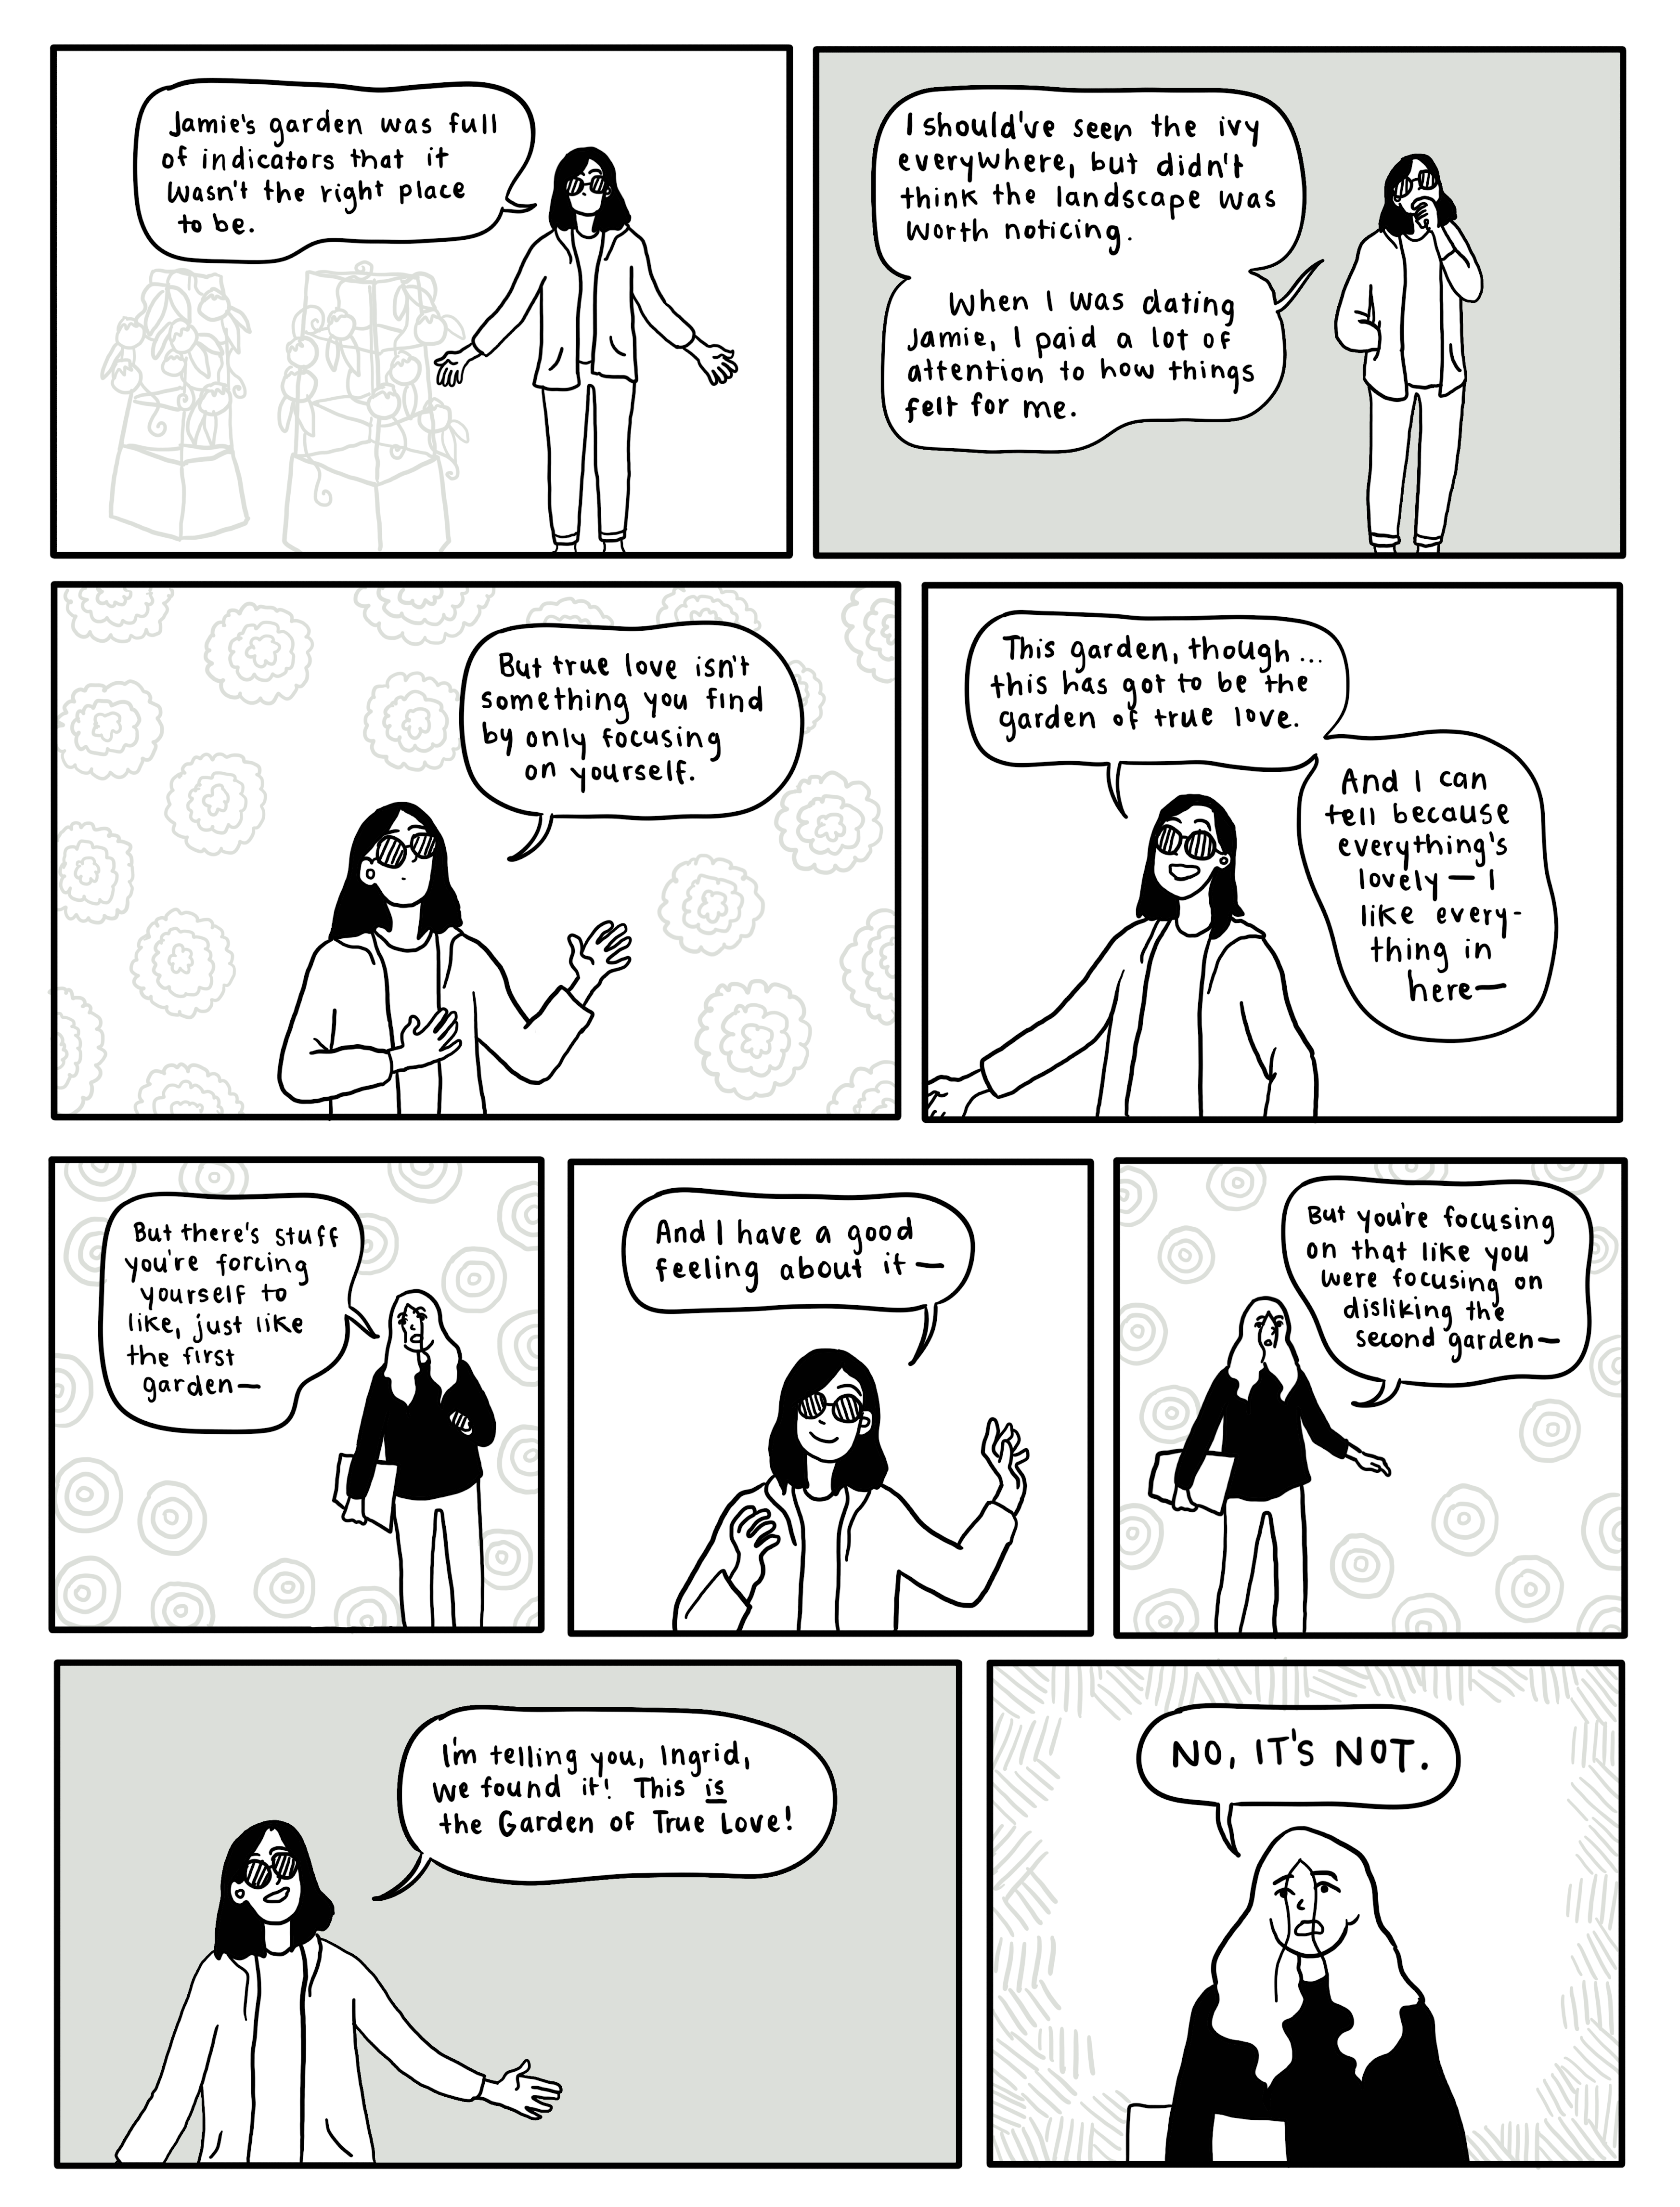 Jamie's garden was full
of indicators that it
wasn't the right place
to be.
I should've seen the ivy
everywhere, but didn't
think the landscape was
worth noticing.
When I was dating
Jamie, I paid a lot of
attention to how things
felt for me.
But true love isn't
something you find
by only focusing
on yourself.
This garden, though...
this has got to be the
garden of true love.
And I can
tell because
everything's
lovely — I
like every-
thing in
here —
But there's stuff
you're forcing
yourself to
like, just like
the first
garden —
And I have a good
feeling about it —
But you're focusing
on that like you
were focusing on
disliking the
second garden —
I'm telling you, Ingrid,
we found it! This is
the Garden of True Love!
NO, IT'S NOT.